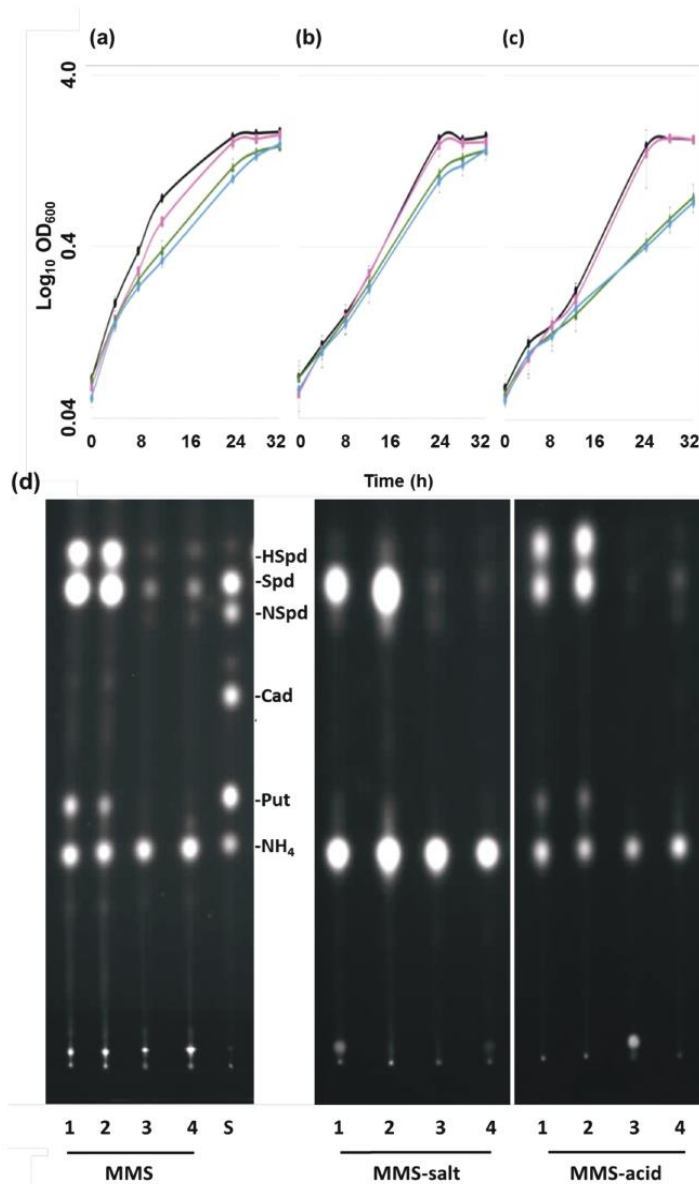 (a) (b) (c)
4.0
0.4
0.04
Log₁₀ OD₆₀₀
0 8 16 24 32 0 8 16 24 32 0 8 16 24 32
Time (h)
(d)
-HSpd
-Spd
-NSpd
-Cad
-Put
-NH₄
1 2 3 4 S 1 2 3 4 1 2 3 4
MMS MMS-salt MMS-acid